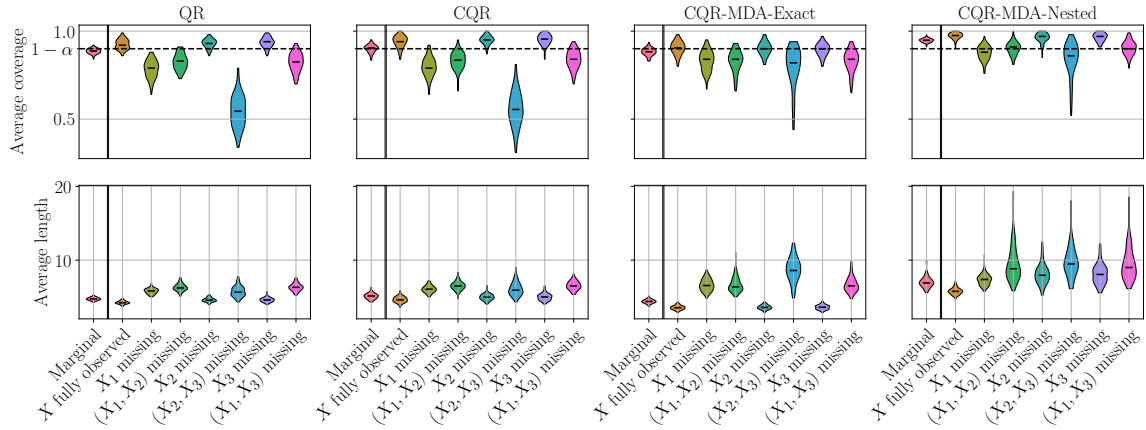 QR
CQR
CQR-MDA-Exact
CQR-MDA-Nested
Average coverage
1.0
1 − α
0.5
Average length
20
10
Marginal
X fully observed
X₁ missing
(X₁, X₂) missing
X₂ missing
(X₂, X₃) missing
X₃ missing
(X₁, X₃) missing
Marginal
X fully observed
X₁ missing
(X₁, X₂) missing
X₂ missing
(X₂, X₃) missing
X₃ missing
(X₁, X₃) missing
Marginal
X fully observed
X₁ missing
(X₁, X₂) missing
X₂ missing
(X₂, X₃) missing
X₃ missing
(X₁, X₃) missing
Marginal
X fully observed
X₁ missing
(X₁, X₂) missing
X₂ missing
(X₂, X₃) missing
X₃ missing
(X₁, X₃) missing